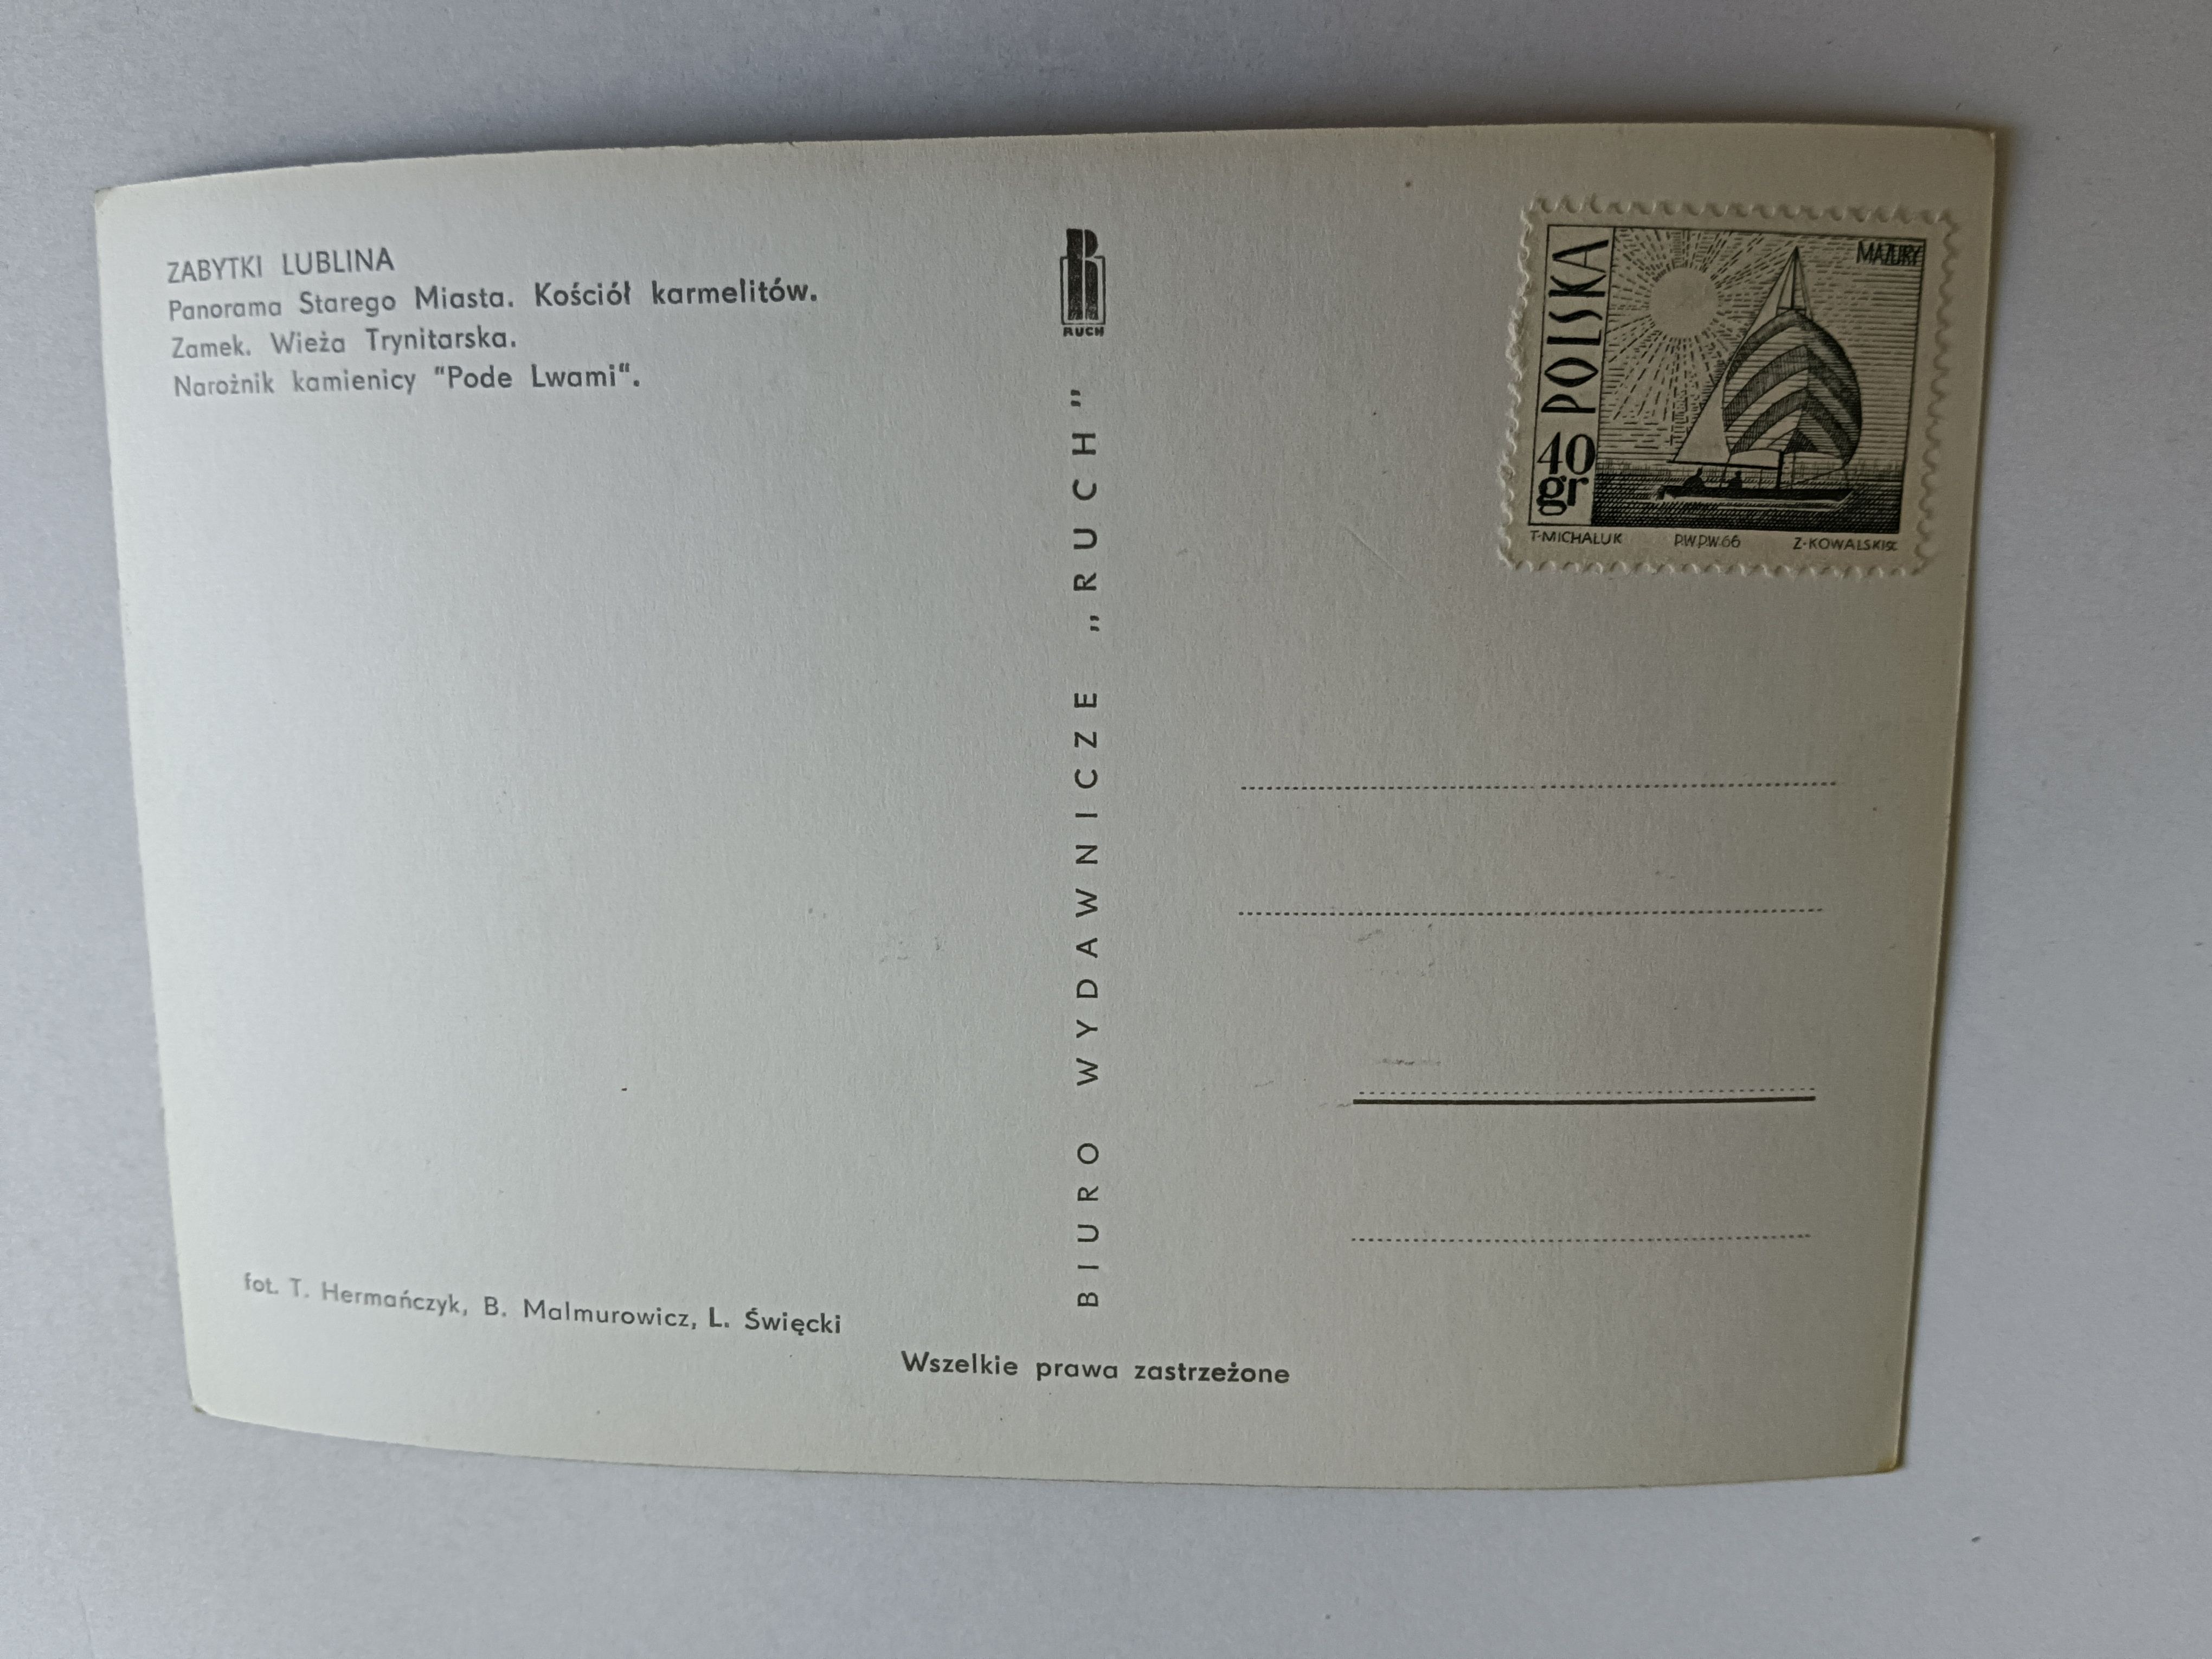 ZABYTKI LUBLINA
Panorama Starego Miasta. Kościół karmelitów.
Zamek. Wieża Trynitarska.
Narożnik kamienicy "Pode Lwami".
fot. T. Hermańczyk, B. Malmurowicz, L. Święcki
RUCH
BIURO WYDAWNICZE „RUCH”
Wszelkie prawa zastrzeżone
POLSKA
40
gr
MAZURY
T·MICHALUK PWPW·66 Z·KOWALSKI sc